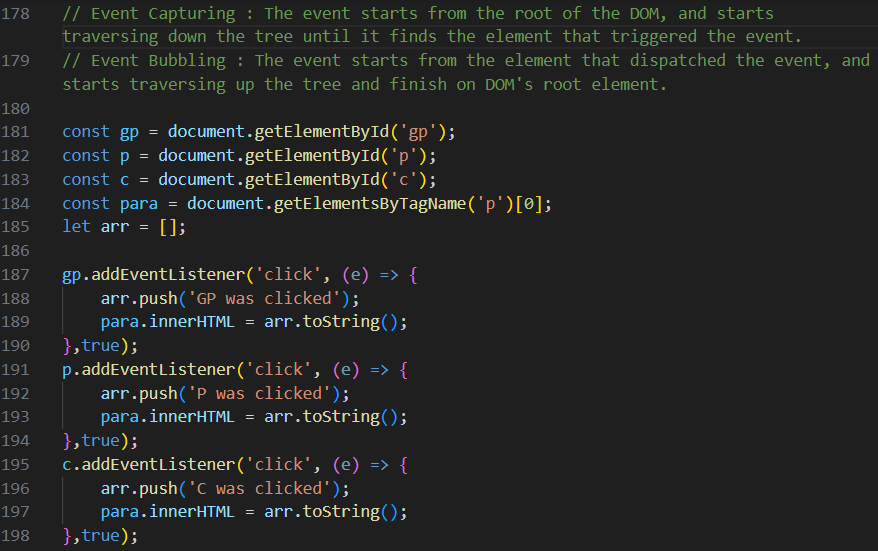 178 // Event Capturing : The event starts from the root of the DOM, and starts
traversing down the tree until it finds the element that triggered the event.
179 // Event Bubbling : The event starts from the element that dispatched the event, and
starts traversing up the tree and finish on DOM's root element.
180
181 const gp = document.getElementById('gp');
182 const p = document.getElementById('p');
183 const c = document.getElementById('c');
184 const para = document.getElementsByTagName('p')[0];
185 let arr = [];
186
187 gp.addEventListener('click', (e) => {
188     arr.push('GP was clicked');
189     para.innerHTML = arr.toString();
190 },true);
191 p.addEventListener('click', (e) => {
192     arr.push('P was clicked');
193     para.innerHTML = arr.toString();
194 },true);
195 c.addEventListener('click', (e) => {
196     arr.push('C was clicked');
197     para.innerHTML = arr.toString();
198 },true);